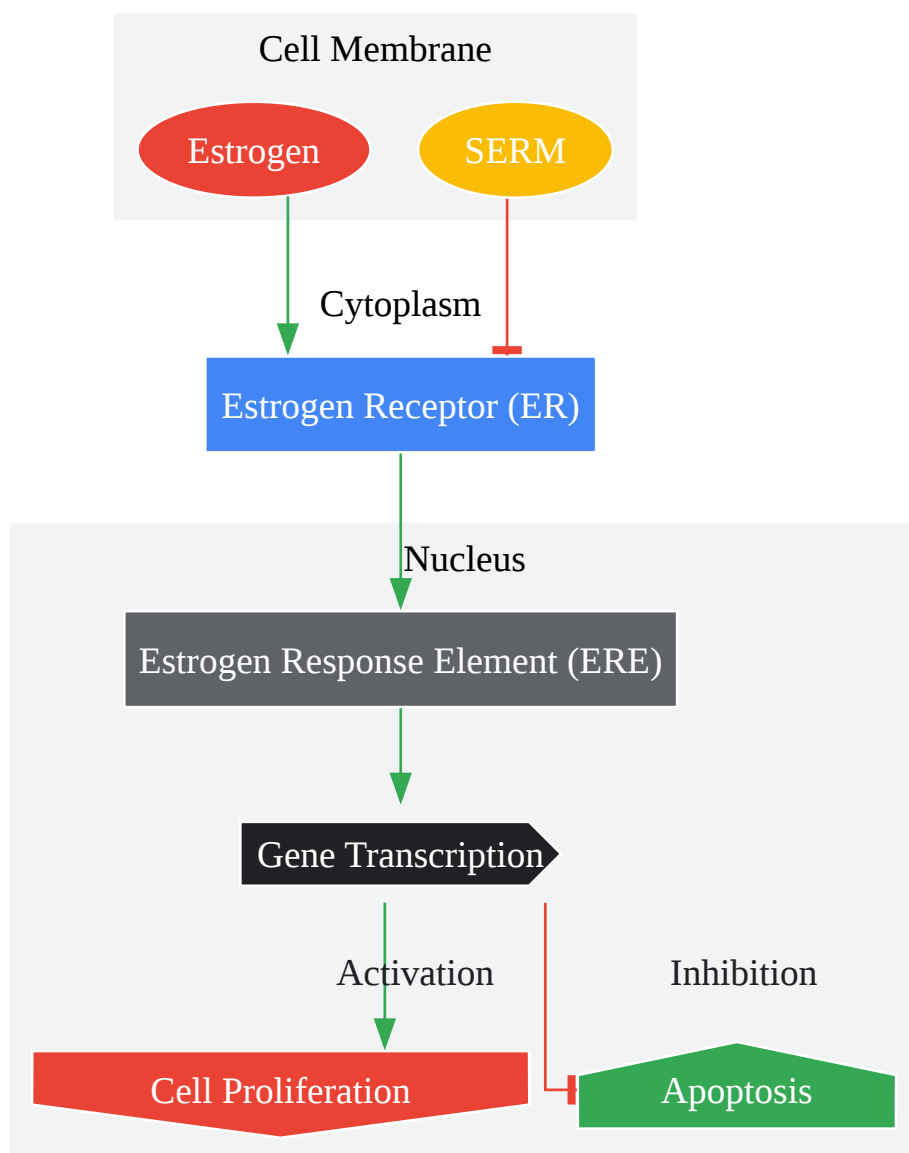 Cell Membrane
Estrogen
SERM
Cytoplasm
Estrogen Receptor (ER)
Nucleus
Estrogen Response Element (ERE)
Gene Transcription
Activation
Inhibition
Cell Proliferation
Apoptosis